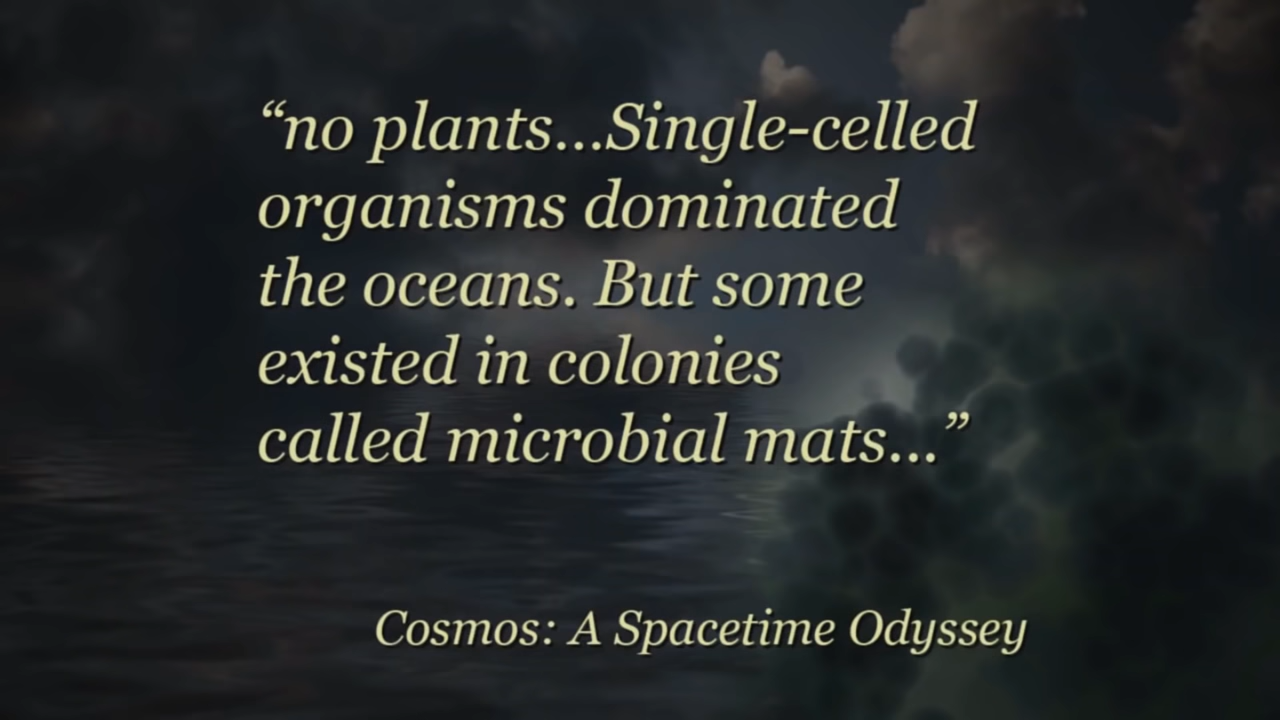 “no plants...Single-celled
organisms dominated
the oceans. But some
existed in colonies
called microbial mats...”
Cosmos: A Spacetime Odyssey